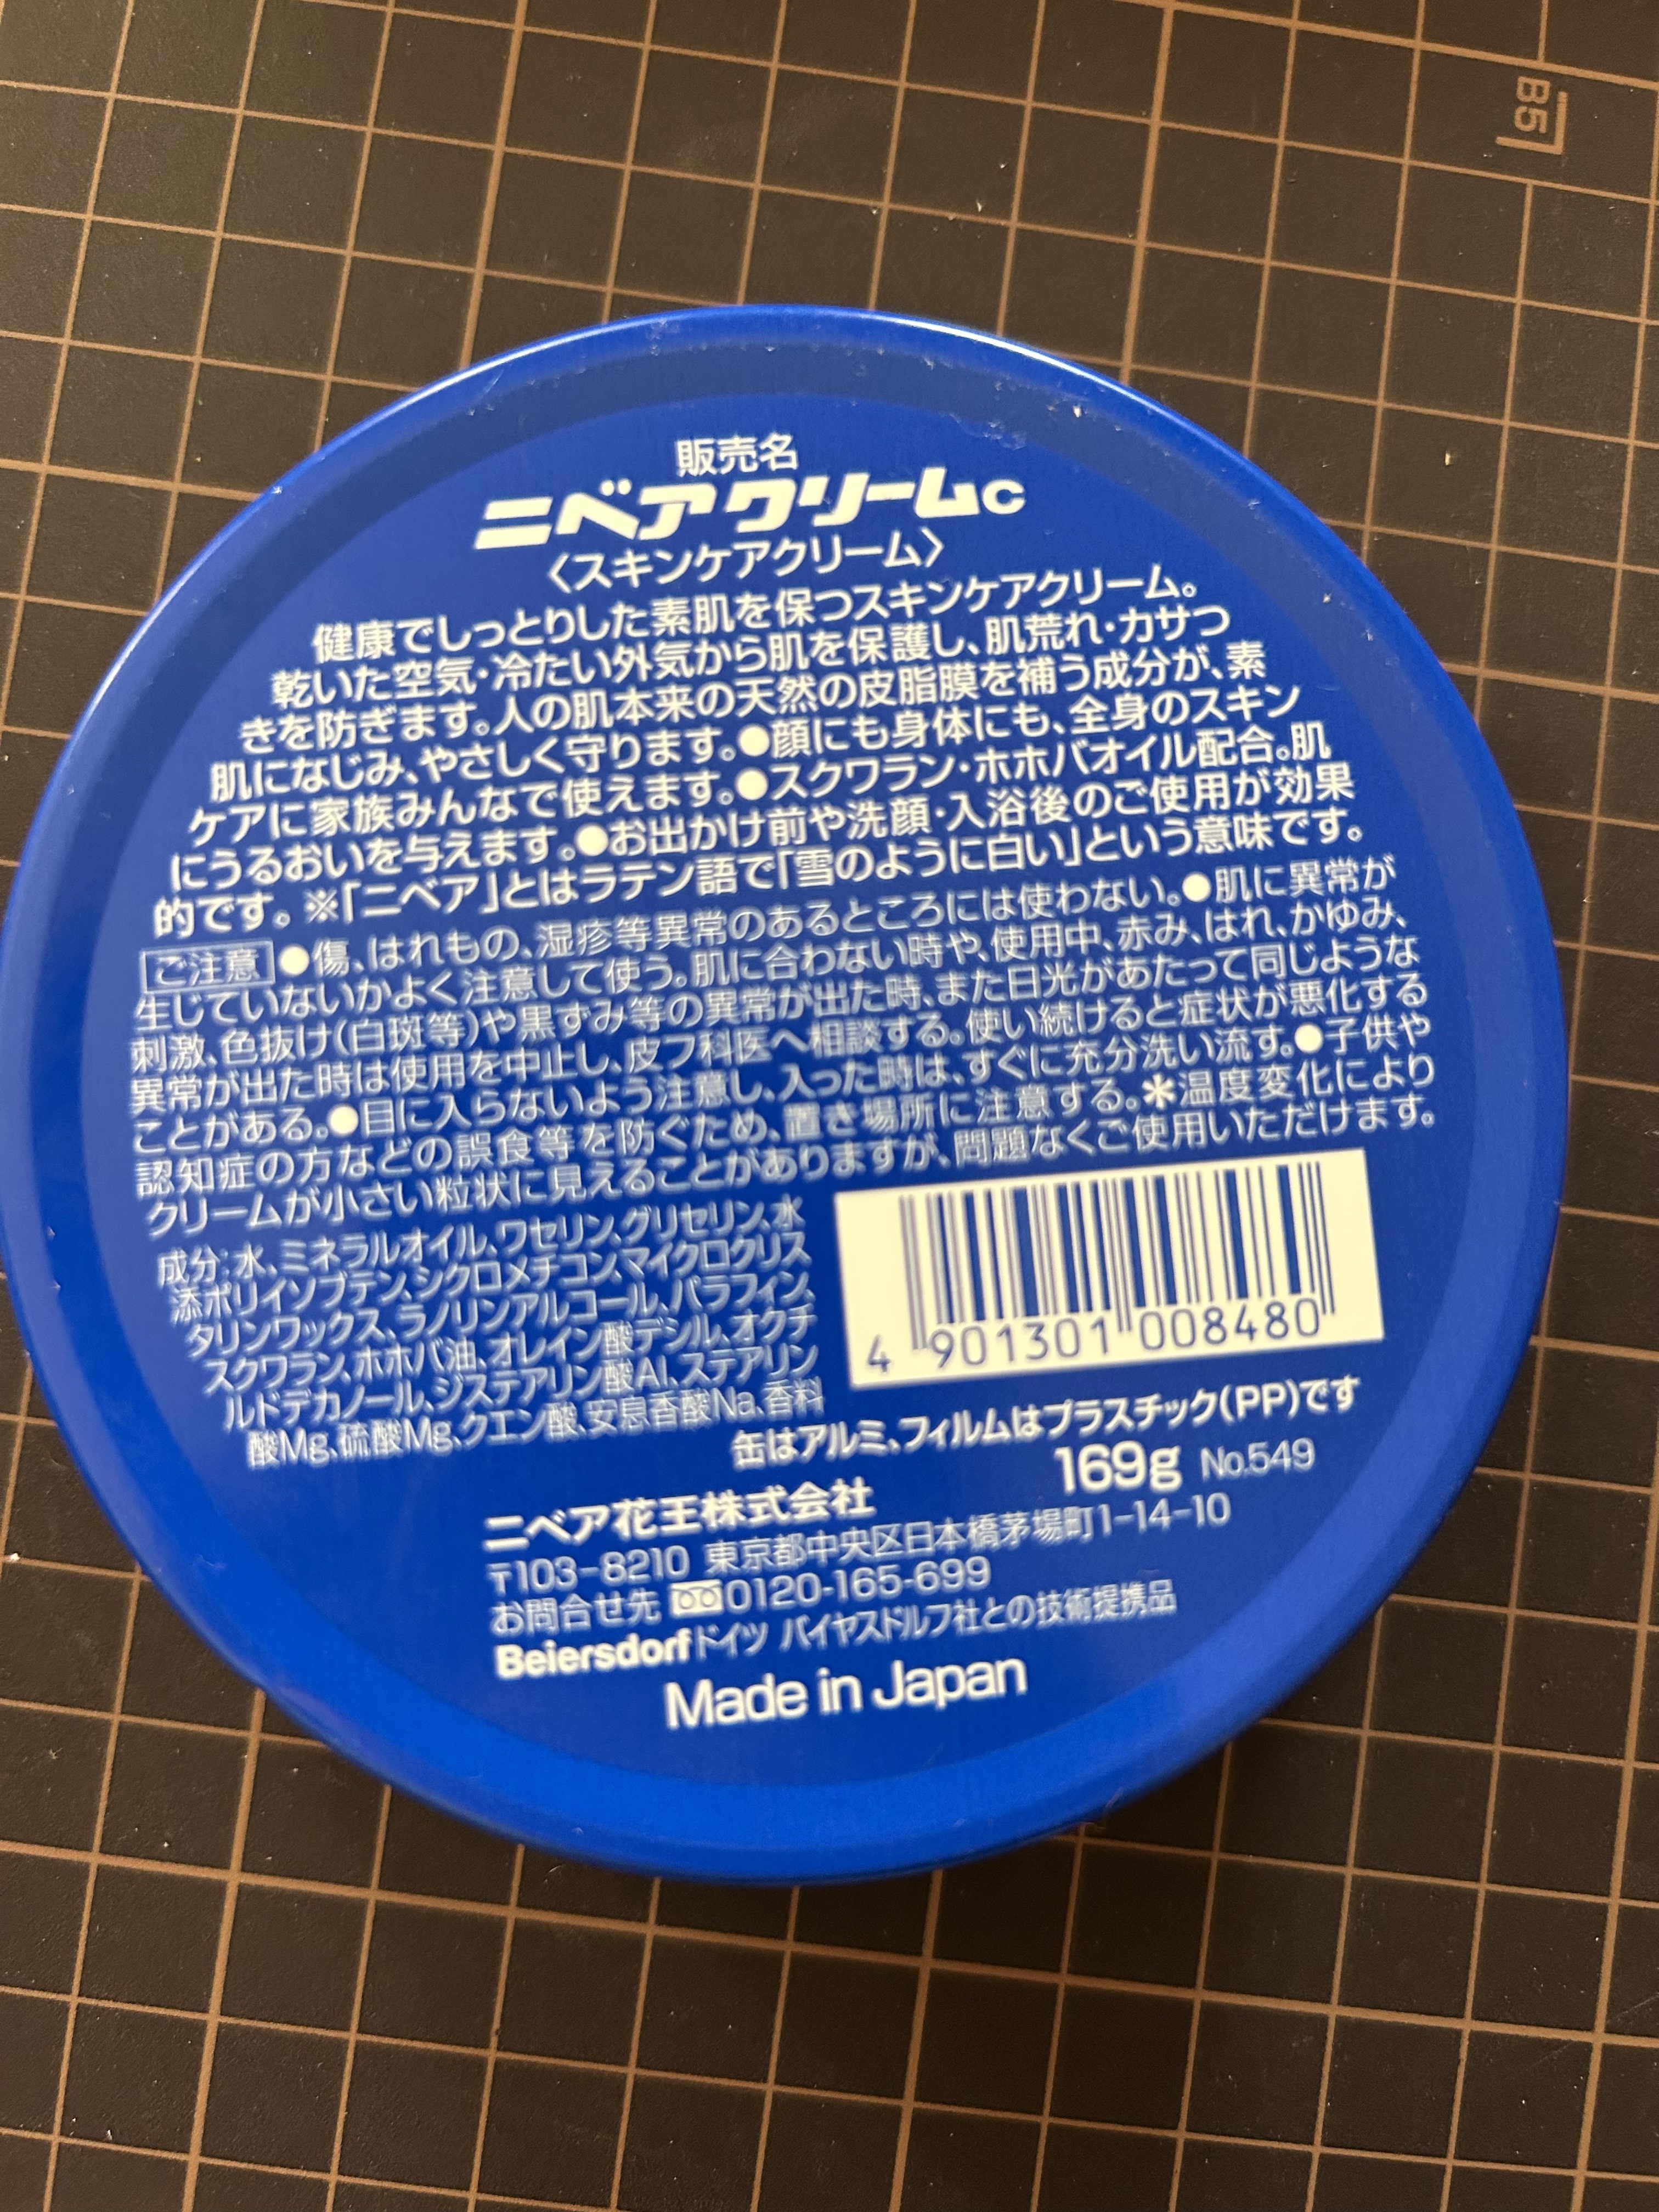 B5
販売名
ニベアクリームc
〈スキンケアクリーム〉
健康でしっとりした素肌を保つスキンケアクリーム。
乾いた空気・冷たい外気から肌を保護し、肌荒れ・カサつ
きを防ぎます。人の肌本来の天然の皮脂膜を補う成分が、素
肌になじみ、やさしく守ります。●顔にも身体にも、全身のスキン
ケアに家族みんなで使えます。●スクワラン・ホホバオイル配合。肌
にうるおいを与えます。●お出かけ前や洗顔・入浴後のご使用が効果
的です。※「ニベア」とはラテン語で「雪のように白い」という意味です。
ご注意 ●傷、はれもの、湿疹等異常のあるところには使わない。●肌に異常が
生じていないかよく注意して使う。肌に合わない時や、使用中、赤み、はれ、かゆみ、
刺激、色抜け(白斑等)や黒ずみ等の異常が出た時、また日光があたって同じような
異常が出た時は使用を中止し、皮フ科医へ相談する。使い続けると症状が悪化する
ことがある。●目に入らないよう注意し、入った時は、すぐに充分洗い流す。●子供や
認知症の方などの誤食等を防ぐため、置き場所に注意する。＊温度変化により
クリームが小さい粒状に見えることがありますが、問題なくご使用いただけます。
成分:水、ミネラルオイル、ワセリン、グリセリン、水
添ポリイソブテン、シクロメチコン、マイクロクリス
タリンワックス、ラノリンアルコール、パラフィン、
スクワラン、ホホバ油、オレイン酸デシル、オクチ
ルドデカノール、ジステアリン酸Al、ステアリン
酸Mg、硫酸Mg、クエン酸、安息香酸Na、香料
4 901301 008480
缶はアルミ、フィルムはプラスチック(PP)です
169g No.549
ニベア花王株式会社
〒103-8210 東京都中央区日本橋茅場町1-14-10
お問合せ先 0120-165-699
Beiersdorfドイツ バイヤスドルフ社との技術提携品
Made in Japan